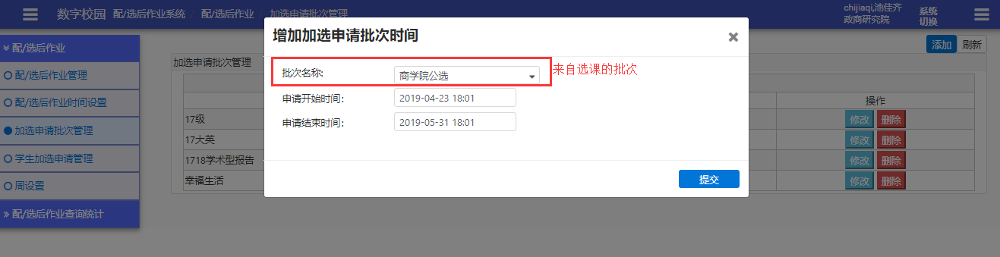 数字校园 配/选后作业系统 / 配/选后作业 / 加选申请批次管理
chijiaqi,池佳齐
政商研究院
系统
切换
配/选后作业
配/选后作业管理
配/选后作业时间设置
加选申请批次管理
学生加选申请管理
周设置
配/选后作业查询统计
添加 刷新
加选申请批次管理
操作
17级 修改 删除
17大英 修改 删除
1718学术型报告 修改 删除
幸福生活 修改 删除
增加加选申请批次时间
批次名称: 商学院公选
来自选课的批次
申请开始时间: 2019-04-23 18:01
申请结束时间: 2019-05-31 18:01
提交